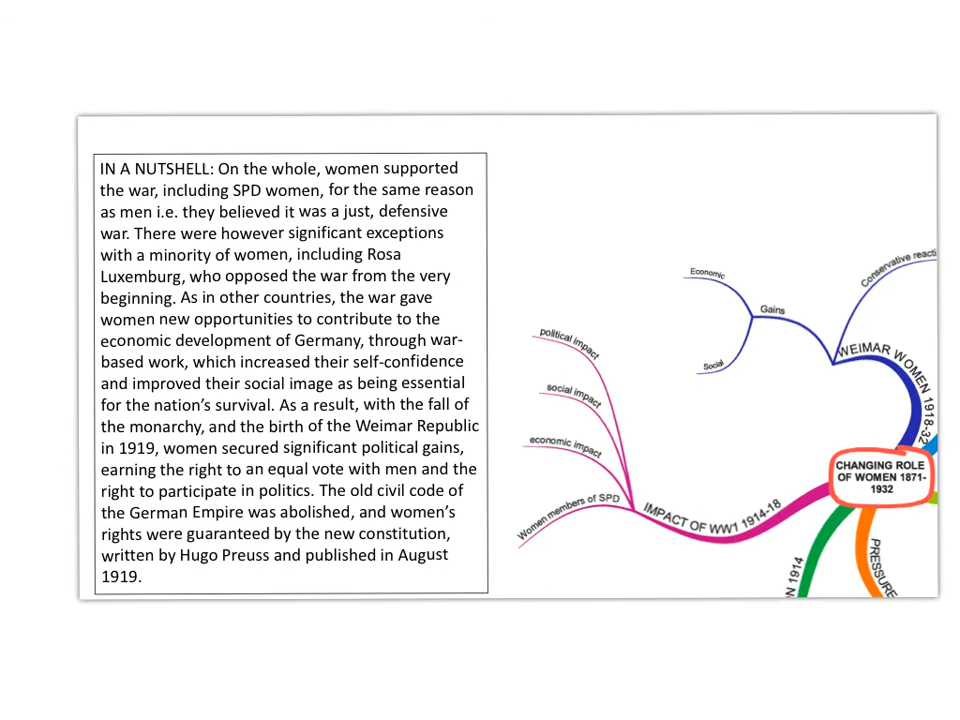 IN A NUTSHELL: On the whole, women supported
the war, including SPD women, for the same reason
as men i.e. they believed it was a just, defensive
war. There were however significant exceptions
with a minority of women, including Rosa
Luxemburg, who opposed the war from the very
beginning. As in other countries, the war gave
women new opportunities to contribute to the
economic development of Germany, through war-
based work, which increased their self-confidence
and improved their social image as being essential
for the nation's survival. As a result, with the fall of
the monarchy, and the birth of the Weimar Republic
in 1919, women secured significant political gains,
earning the right to an equal vote with men and the
right to participate in politics. The old civil code of
the German Empire was abolished, and women's
rights were guaranteed by the new constitution,
written by Hugo Preuss and published in August
1919.
Conservative reacti
Economic
Gains
Social
WEIMAR WOMEN 1918-32
political impact
social impact
economic impact
Women members of SPD
IMPACT OF WW1 1914-18
CHANGING ROLE
OF WOMEN 1871-
1932
N 1914
PRESSURE